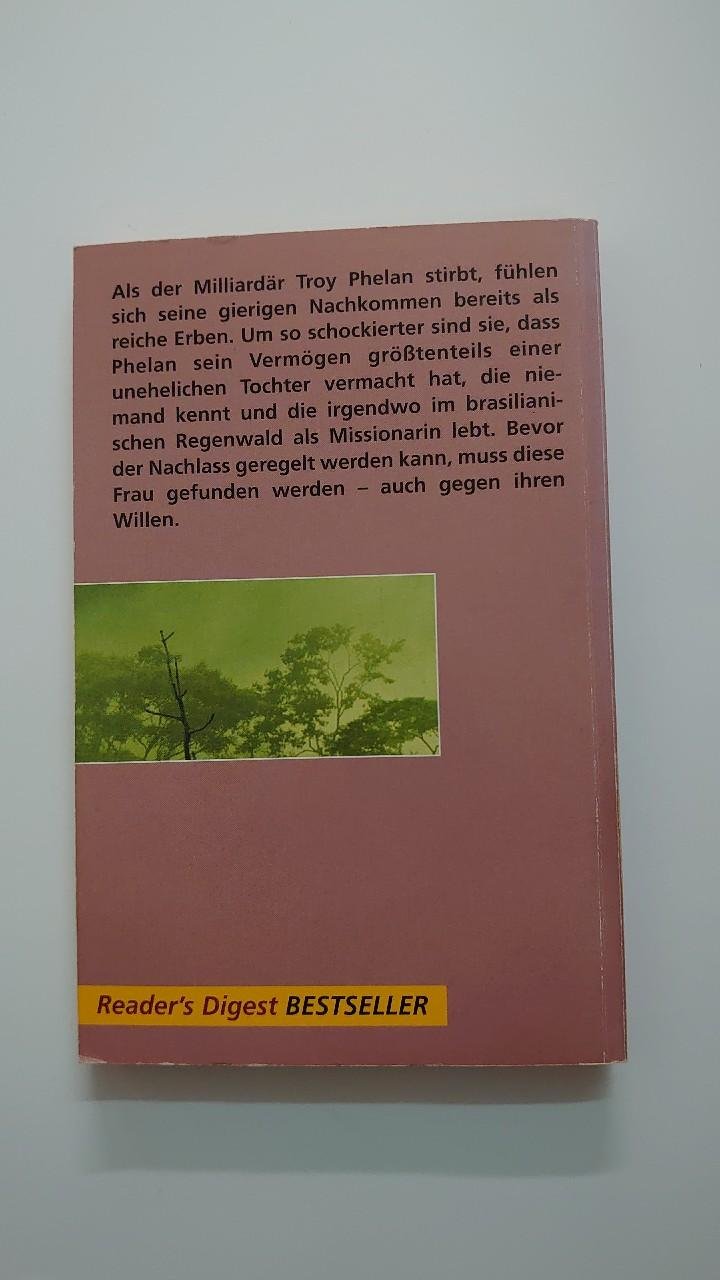 Als der Milliardär Troy Phelan stirbt, fühlen
sich seine gierigen Nachkommen bereits als
reiche Erben. Um so schockierter sind sie, dass
Phelan sein Vermögen größtenteils einer
unehelichen Tochter vermacht hat, die nie-
mand kennt und die irgendwo im brasiliani-
schen Regenwald als Missionarin lebt. Bevor
der Nachlass geregelt werden kann, muss diese
Frau gefunden werden – auch gegen ihren
Willen.
Reader's Digest BESTSELLER